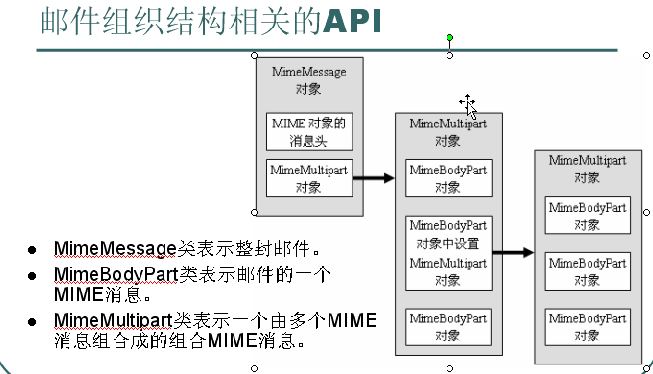 邮件组织结构相关的API
MimeMessage
对象
MIME 对象的
消息头
MimeMultipart
对象
MimeMultipart
对象
MimeBodyPart
对象
MimeBodyPart
对象中设置
MimeMultipart
对象
MimeBodyPart
对象
MimeMultipart
对象
MimeBodyPart
对象
MimeBodyPart
对象
MimeBodyPart
对象
● MimeMessage类表示整封邮件。
● MimeBodyPart类表示邮件的一个
MIME消息。
● MimeMultipart类表示一个由多个MIME
消息组合成的组合MIME消息。